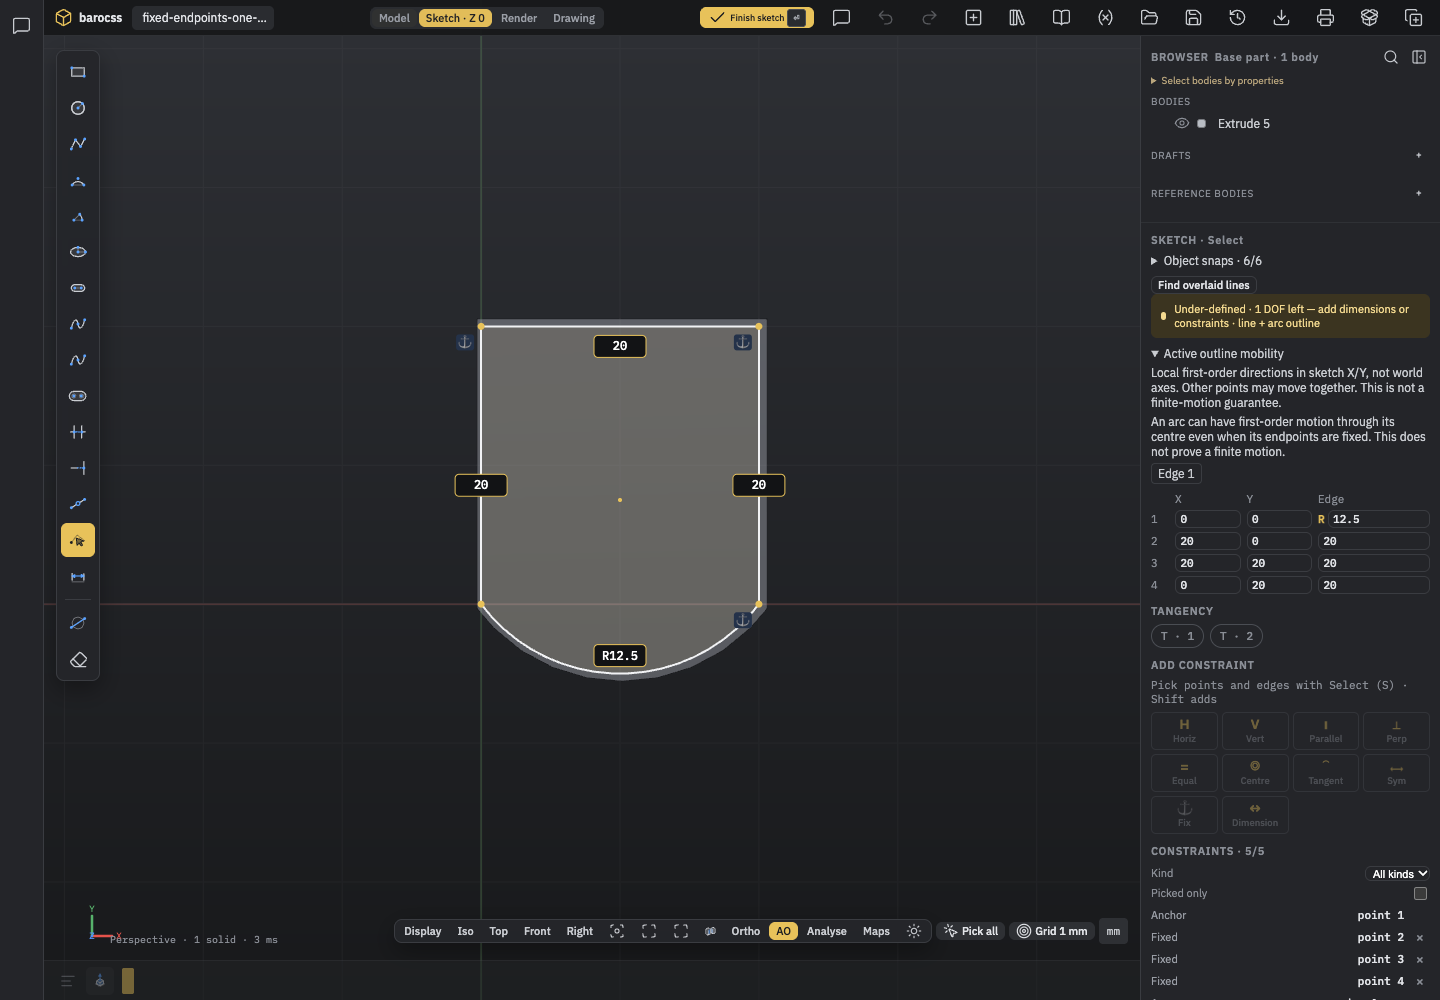 barocss
fixed-endpoints-one-...
Model
Sketch · Z 0
Render
Drawing
Finish sketch
BROWSER Base part · 1 body
Select bodies by properties
BODIES
Extrude 5
DRAFTS
REFERENCE BODIES
SKETCH · Select
Object snaps · 6/6
Find overlaid lines
Under-defined · 1 DOF left — add dimensions or
constraints · line + arc outline
Active outline mobility
Local first-order directions in sketch X/Y, not world
axes. Other points may move together. This is not a
finite-motion guarantee.
An arc can have first-order motion through its
centre even when its endpoints are fixed. This does
not prove a finite motion.
Edge 1
X Y Edge
1 0 0 R 12.5
2 20 0 20
3 20 20 20
4 0 20 20
TANGENCY
T · 1 T · 2
ADD CONSTRAINT
Pick points and edges with Select (S) ·
Shift adds
H V
Horiz Vert Parallel Perp
Equal Centre Tangent Sym
Fix Dimension
CONSTRAINTS · 5/5
Kind All kinds
Picked only
Anchor point 1
Fixed point 2 ×
Fixed point 3 ×
Fixed point 4 ×
20
20
20
R12.5
Y
X
Z
Perspective · 1 solid · 3 ms
Display Iso Top Front Right Ortho AO Analyse Maps Pick all Grid 1 mm mm